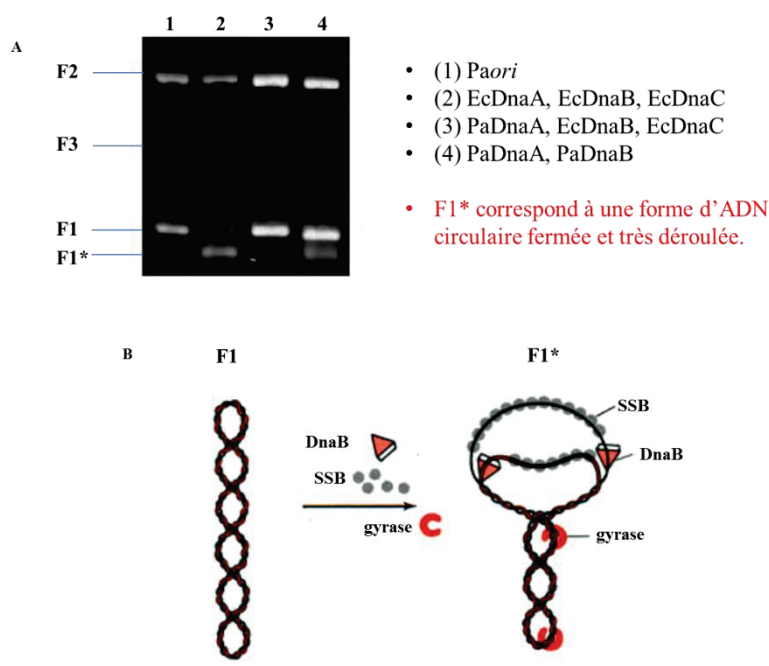 A
1 2 3 4
F2
F3
F1
F1*
• (1) Paori
• (2) EcDnaA, EcDnaB, EcDnaC
• (3) PaDnaA, EcDnaB, EcDnaC
• (4) PaDnaA, PaDnaB
• F1* correspond à une forme d’ADN
circulaire fermée et très déroulée.
B
F1
F1*
DnaB
SSB
gyrase
SSB
DnaB
gyrase